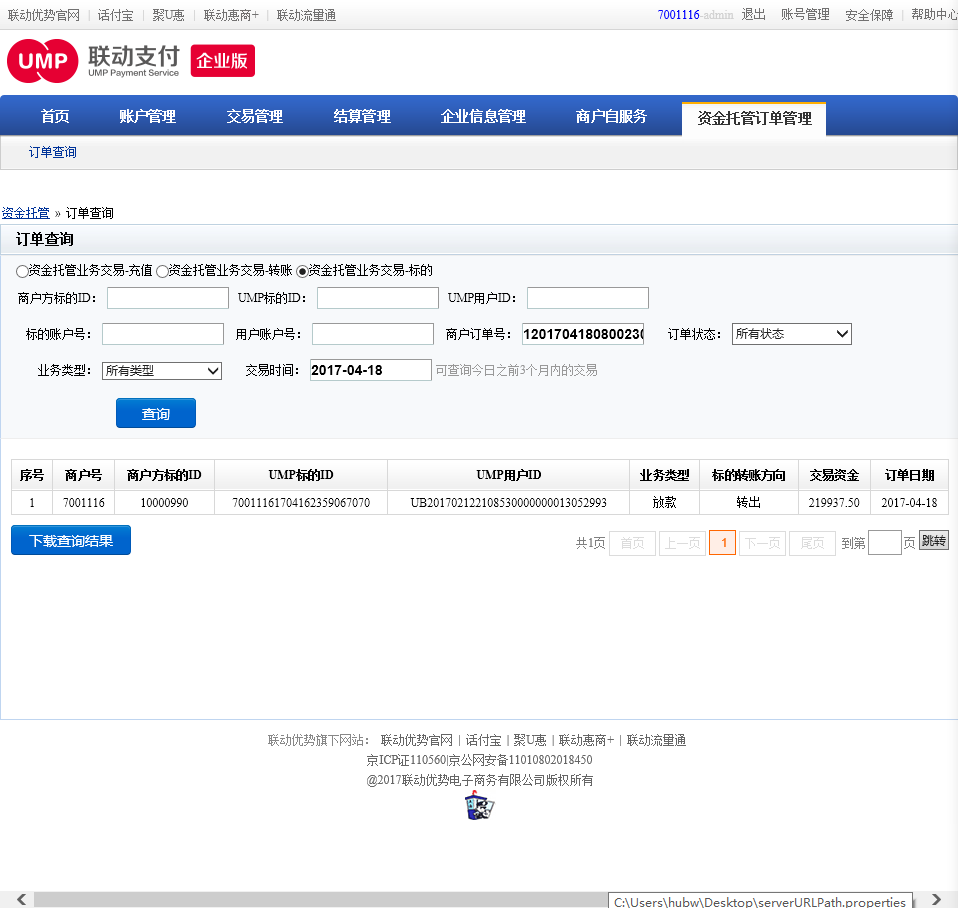 联动优势官网 | 话付宝 | 聚U惠 | 联动惠商+ | 联动流量通 7001116-admin 退出 账号管理 安全保障 | 帮助中心
UMP 联动支付 企业版
UMP Payment Service
首页 账户管理 交易管理 结算管理 企业信息管理 商户自服务 资金托管订单管理
订单查询
资金托管 » 订单查询
订单查询
资金托管业务交易-充值 资金托管业务交易-转账 资金托管业务交易-标的
商户方标的ID： UMP标的ID： UMP用户ID：
标的账户号： 用户账户号： 商户订单号： 120170418080023 订单状态： 所有状态
业务类型： 所有类型 交易时间： 2017-04-18 可查询今日之前3个月内的交易
查询
序号 商户号 商户方标的ID UMP标的ID UMP用户ID 业务类型 标的转账方向 交易资金 订单日期
1 7001116 10000990 70011161704162359067070 UB201702122108530000000013052993 放款 转出 219937.50 2017-04-18
下载查询结果 共1页 首页 上一页 1 下一页 尾页 到第 页 跳转
联动优势旗下网站： 联动优势官网 | 话付宝 | 聚U惠 | 联动惠商+ | 联动流量通
京ICP证110560|京公网安备11010802018450
@2017联动优势电子商务有限公司版权所有
C:\Users\hubw\Desktop\serverURLPath.properties